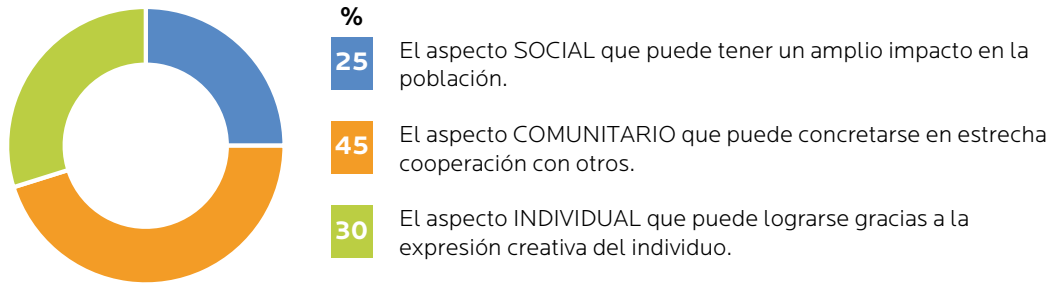 %
25
El aspecto SOCIAL que puede tener un amplio impacto en la
población.
45
El aspecto COMUNITARIO que puede concretarse en estrecha
cooperación con otros.
30
El aspecto INDIVIDUAL que puede lograrse gracias a la
expresión creativa del individuo.